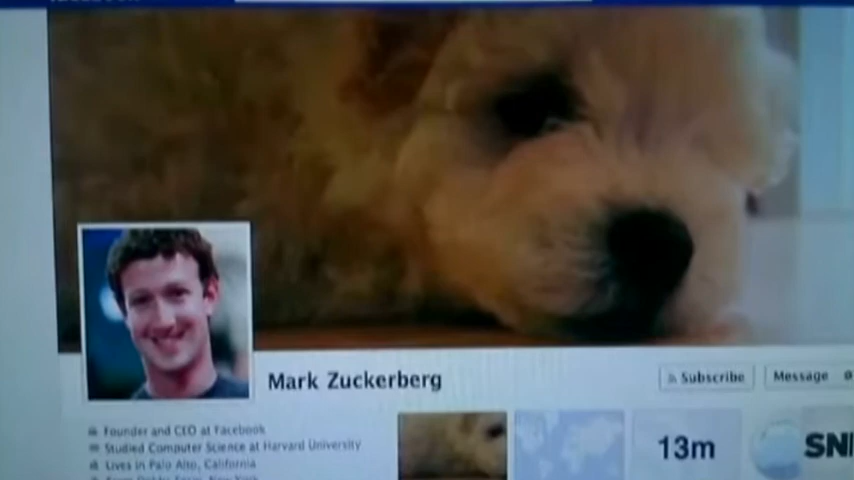 Mark Zuckerberg
Subscribe
Message
Founder and CEO at Facebook
Studied Computer Science at Harvard University
Lives in Palo Alto, California
13m